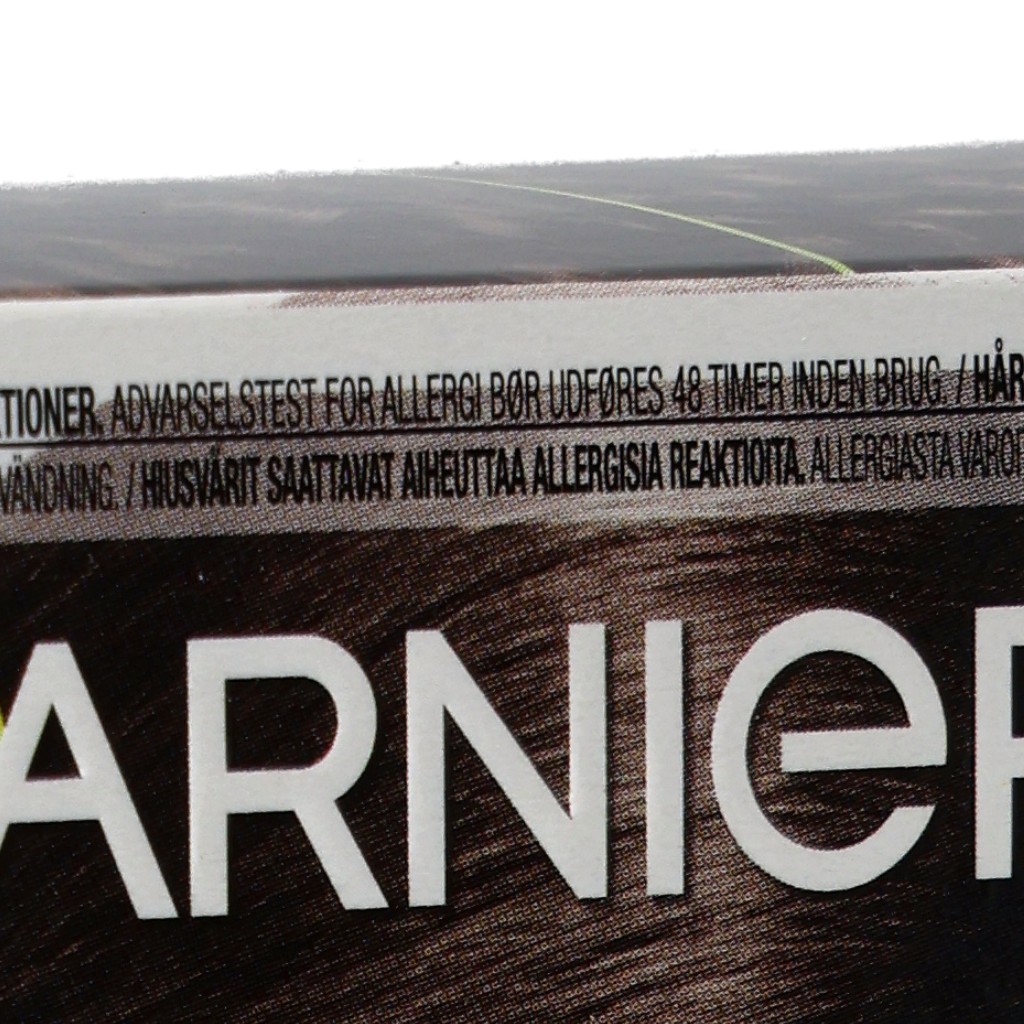 TIONER. ADVARSELSTEST FOR ALLERGI BØR UDFØRES 48 TIMER INDEN BRUG. / HÅR
VÄNDNING. / HIUSVÄRIT SAATTAVAT AIHEUTTAA ALLERGISIA REAKTIOITA. ALLERGIASTA VAROI
ARNIeR